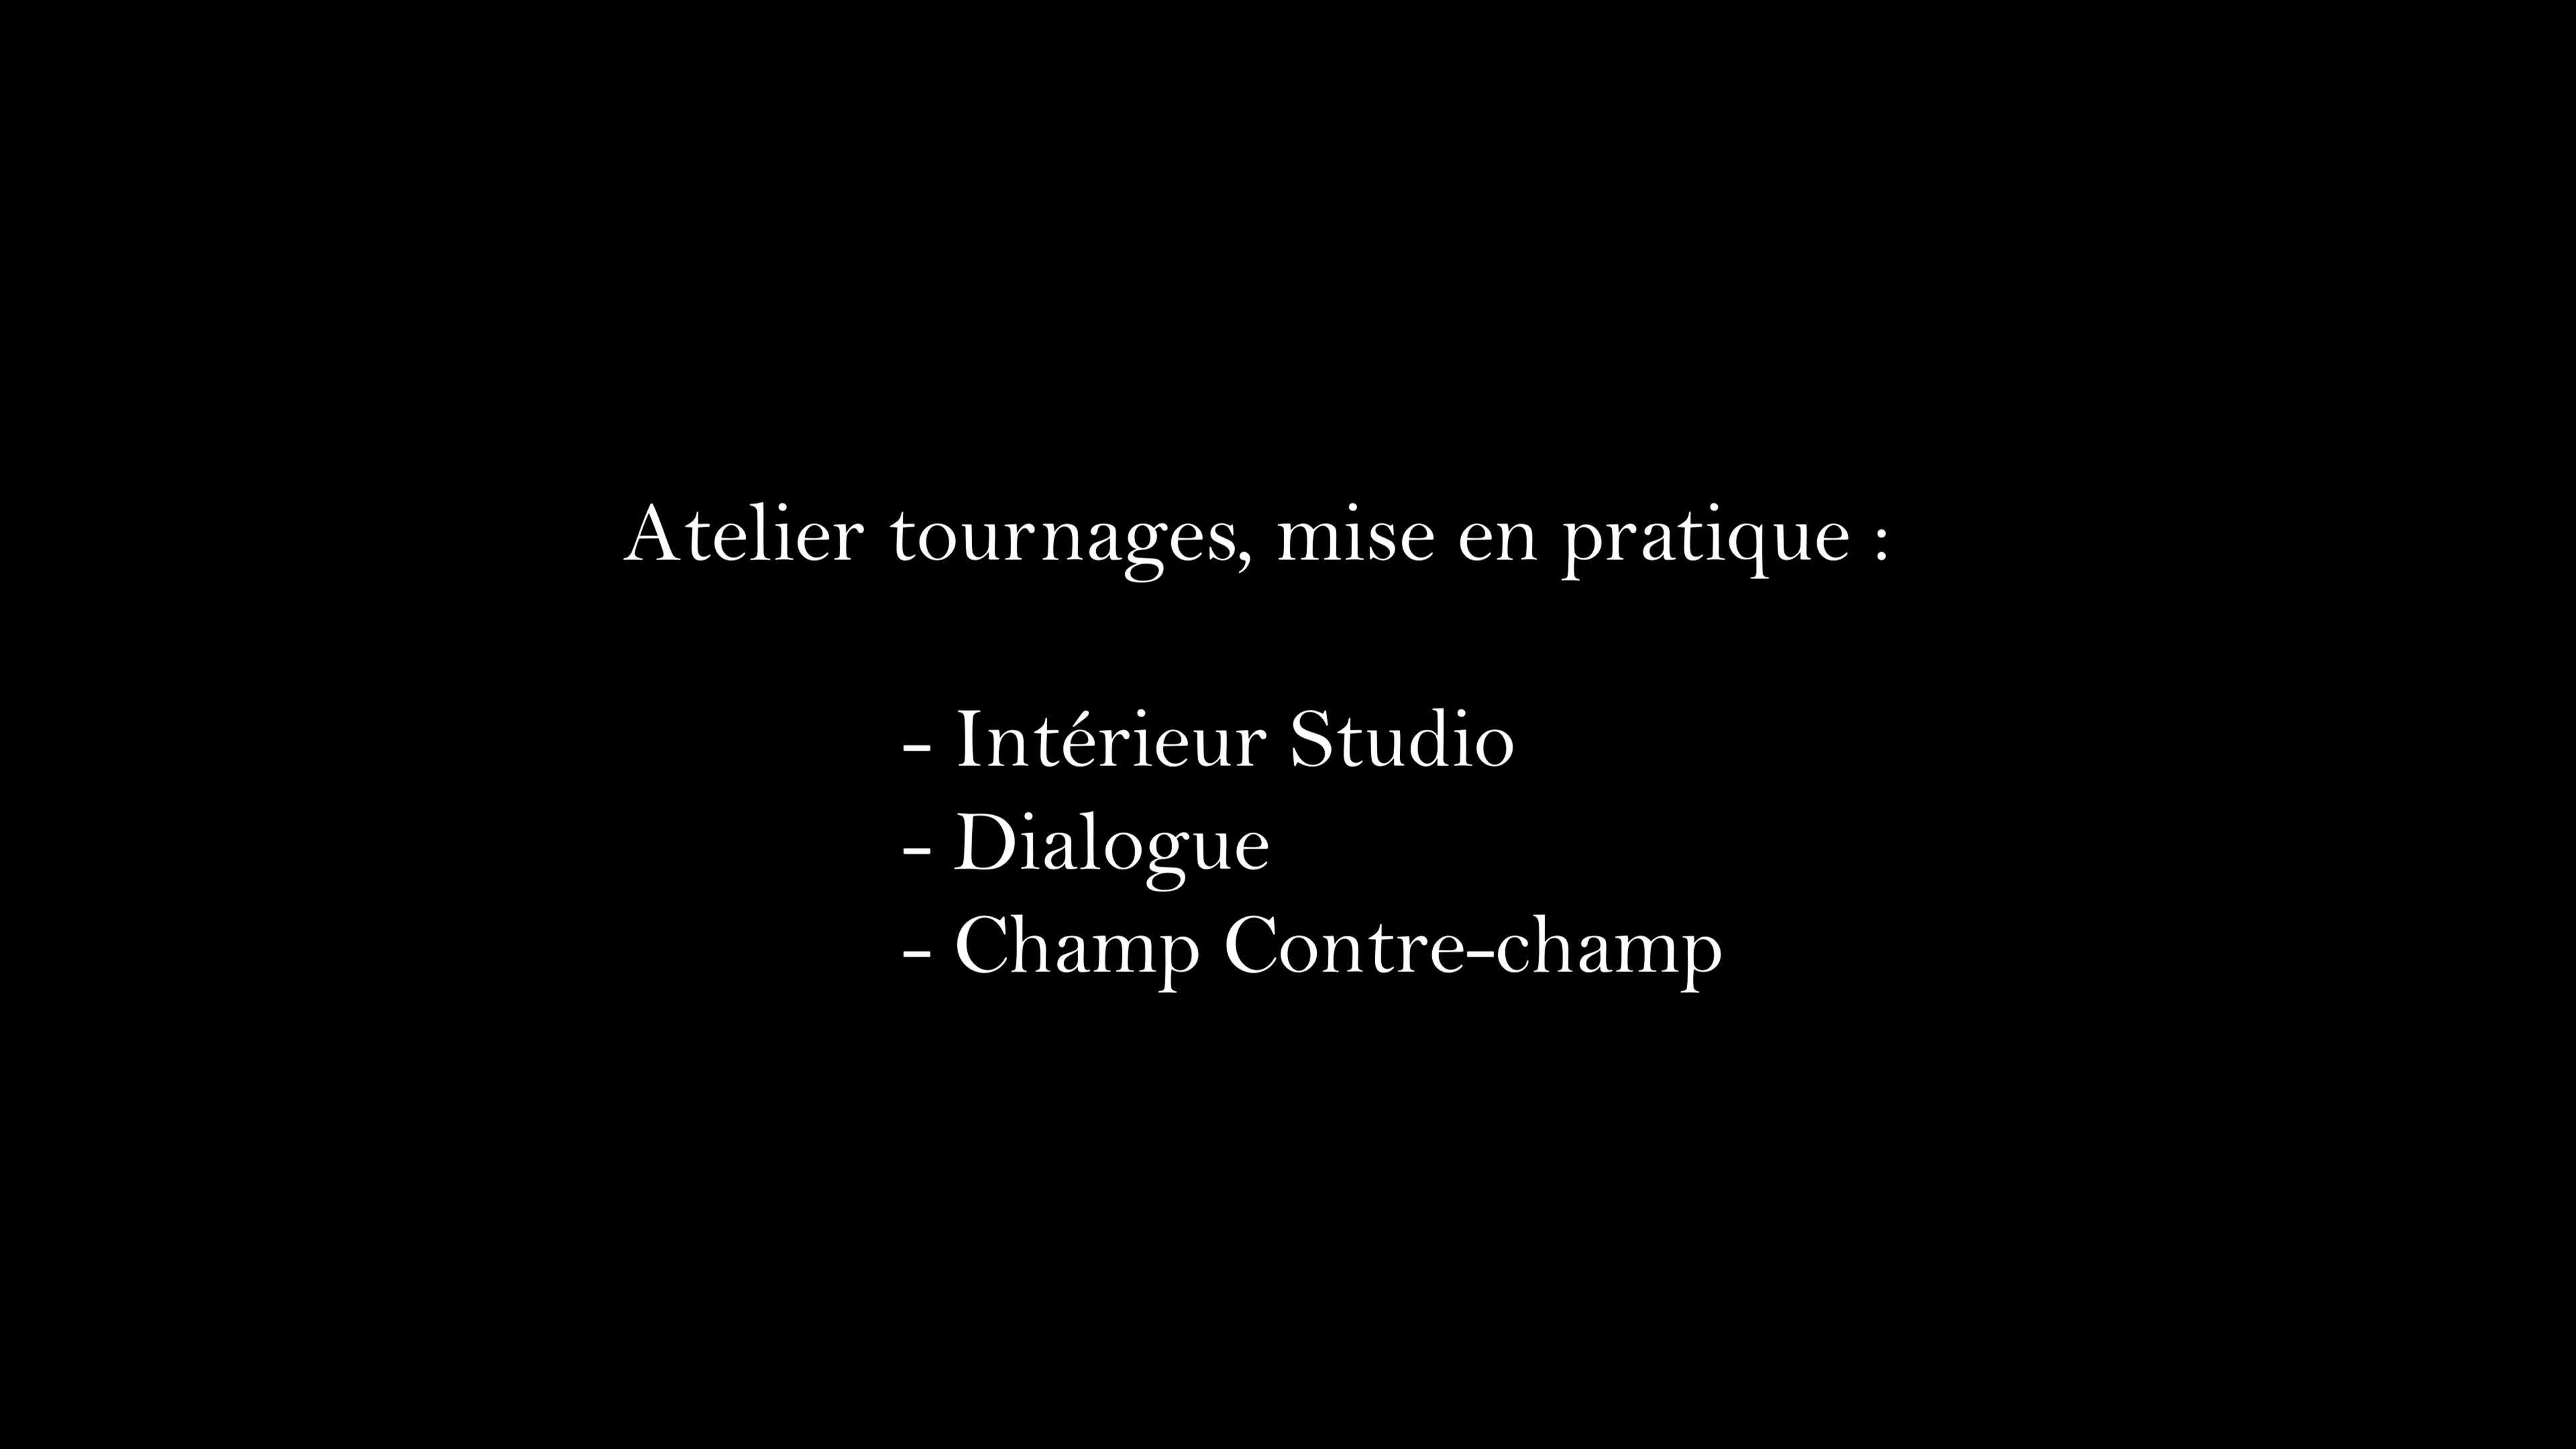 Atelier tournages, mise en pratique :
- Intérieur Studio
- Dialogue
- Champ Contre-champ